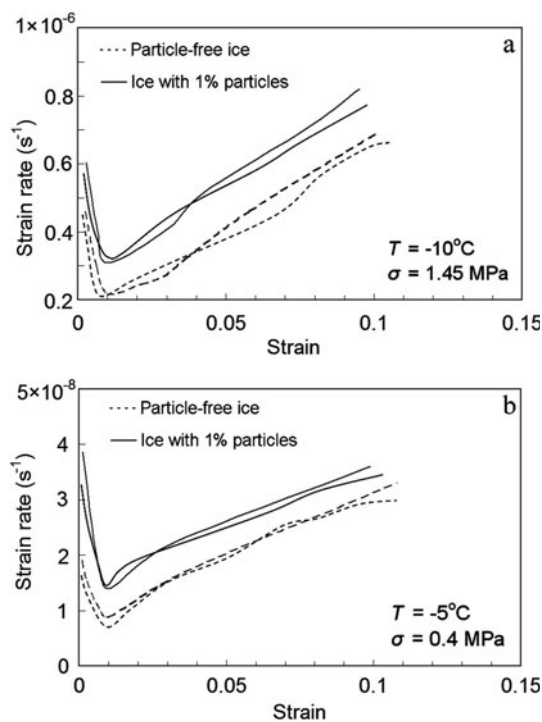 1×10⁻⁶
a
Particle-free ice
Ice with 1% particles
0.8
0.6
0.4
0.2
Strain rate (s⁻¹)
T = -10°C
σ = 1.45 MPa
0 0.05 0.1 0.15
Strain
5×10⁻⁸
b
Particle-free ice
Ice with 1% particles
4
3
2
1
0
Strain rate (s⁻¹)
T = -5°C
σ = 0.4 MPa
0 0.05 0.1 0.15
Strain